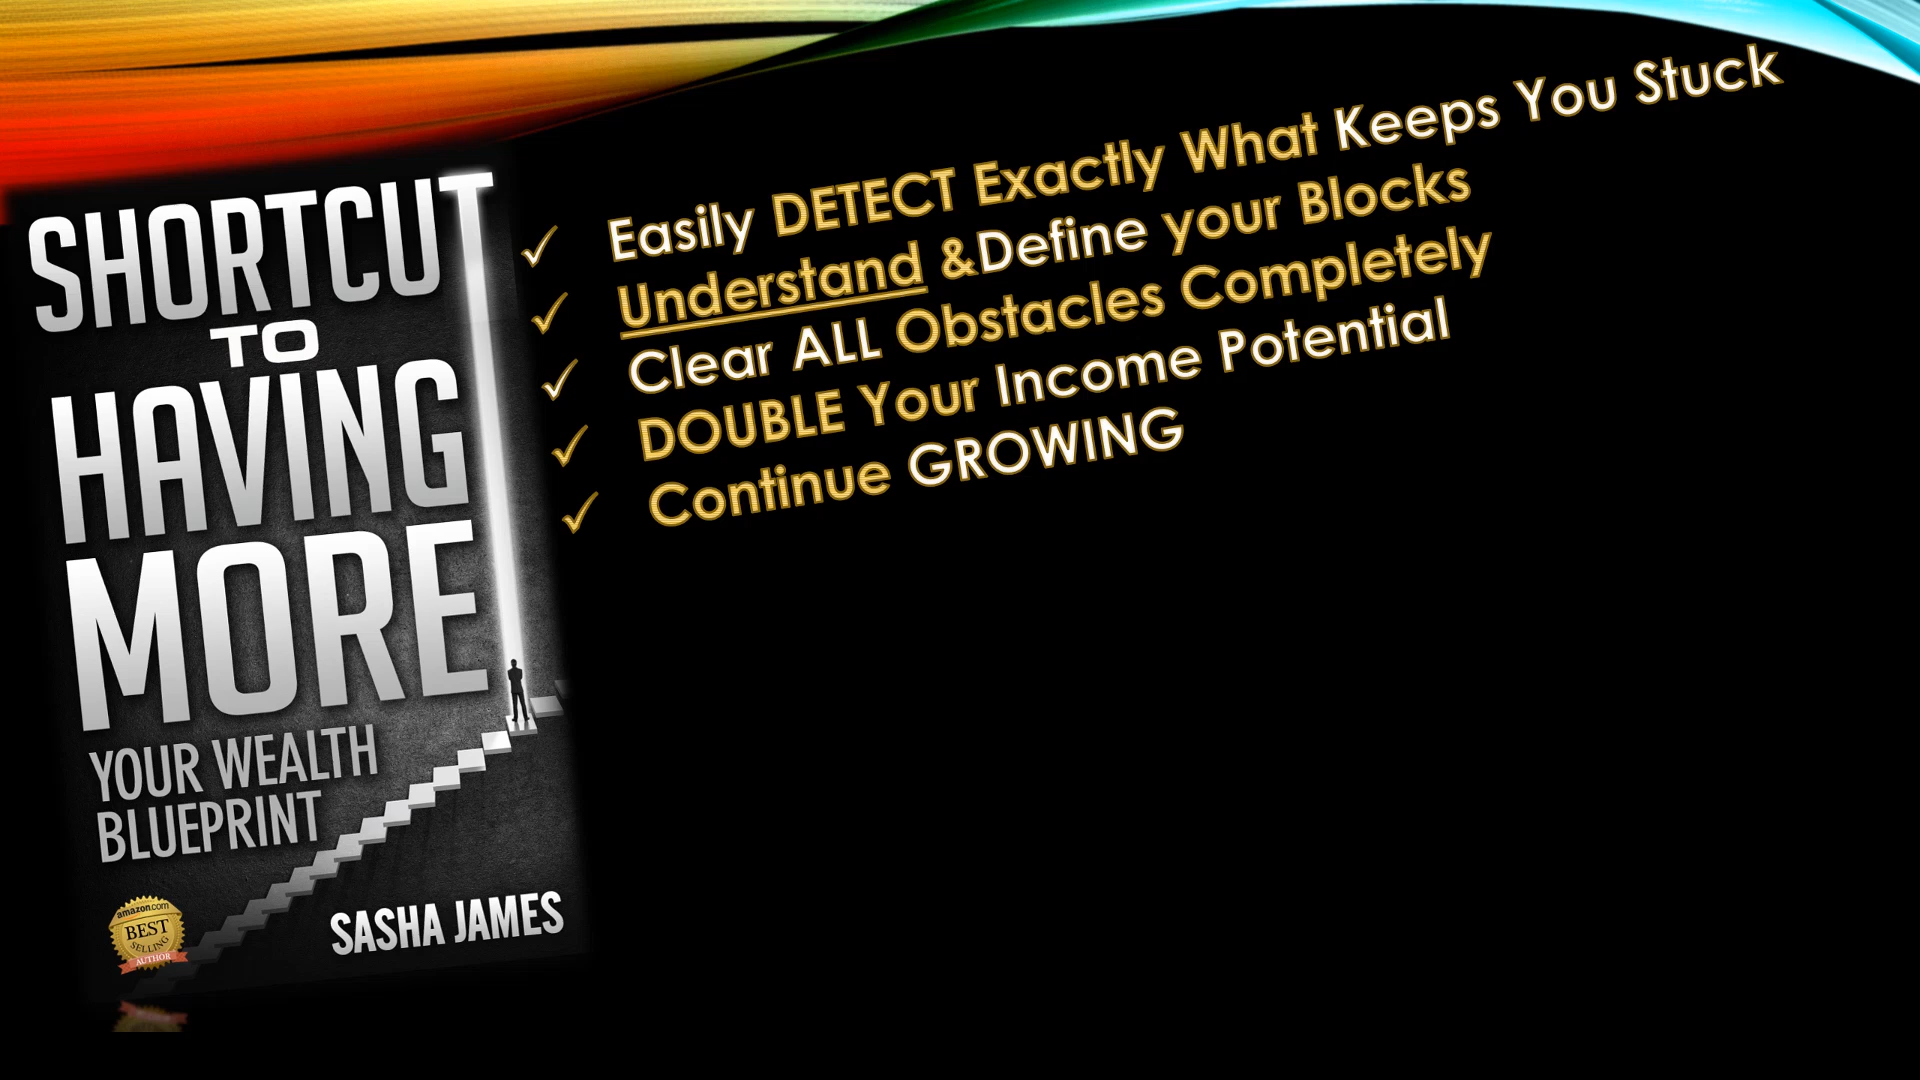 SHORTCUT
TO
HAVING
MORE
YOUR WEALTH
BLUEPRINT
amazon.com
BEST
SELLING
AUTHOR
SASHA JAMES
✓ Easily DETECT Exactly What Keeps You Stuck
✓ Understand &Define your Blocks
✓ Clear ALL Obstacles Completely
✓ DOUBLE Your Income Potential
✓ Continue GROWING